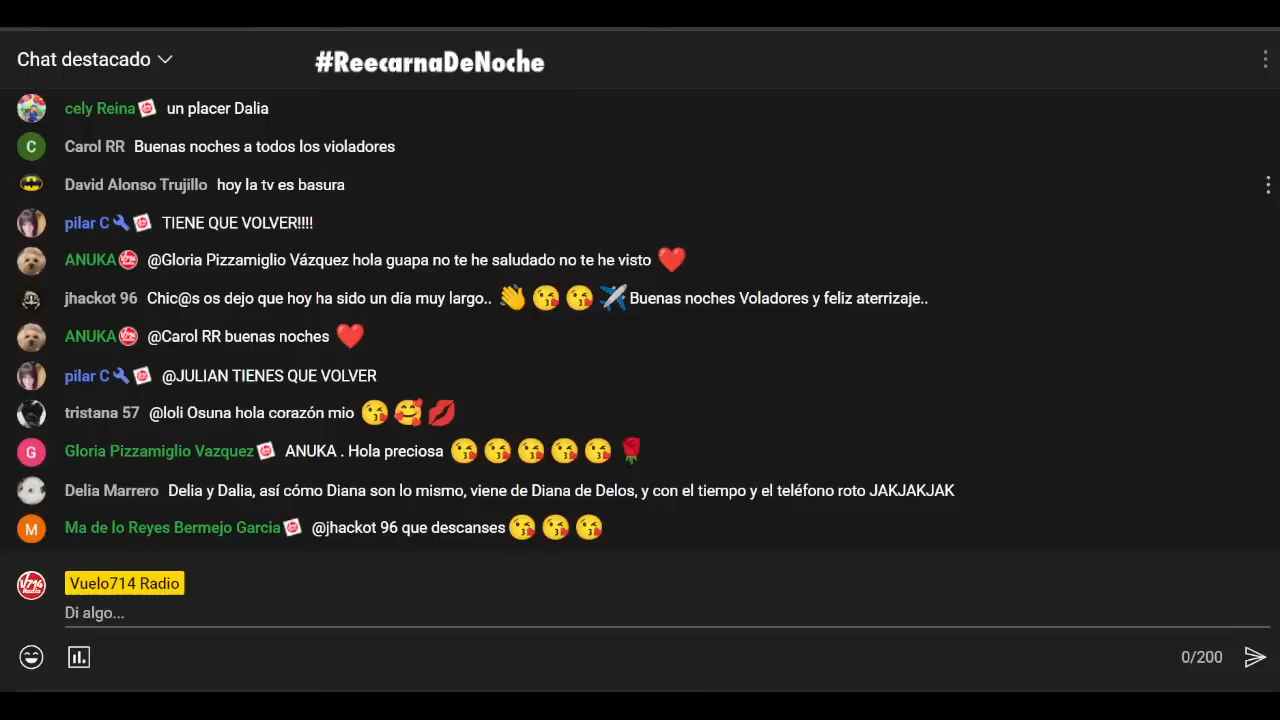 Chat destacado
#ReecarnaDeNoche
cely Reina un placer Dalia
C Carol RR Buenas noches a todos los violadores
David Alonso Trujillo hoy la tv es basura
pilar C TIENE QUE VOLVER!!!!
ANUKA @Gloria Pizzamiglio Vázquez hola guapa no te he saludado no te he visto ❤️
jhackot 96 Chic@s os dejo que hoy ha sido un día muy largo.. 👋 😘 😘 ✈️ Buenas noches Voladores y feliz aterrizaje..
ANUKA @Carol RR buenas noches ❤️
pilar C @JULIAN TIENES QUE VOLVER
tristana 57 @loli Osuna hola corazón mio 😘 🥰 💋
G Gloria Pizzamiglio Vazquez ANUKA . Hola preciosa 😘 😘 😘 😘 😘 🌹
Delia Marrero Delia y Dalia, así cómo Diana son lo mismo, viene de Diana de Delos, y con el tiempo y el teléfono roto JAKJAKJAK
M Ma de lo Reyes Bermejo Garcia @jhackot 96 que descanses 😘 😘 😘
V714 Radio Vuelo714 Radio
Di algo...
0/200